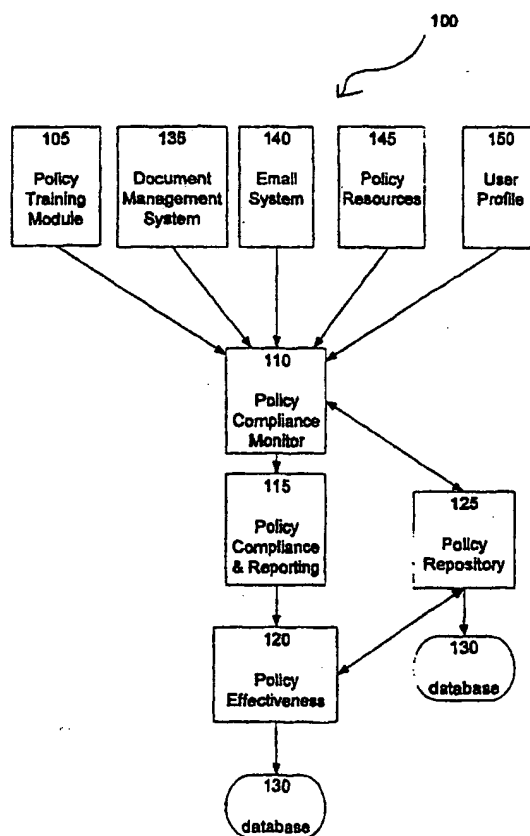 100
105
Policy
Training
Module
135
Document
Management
System
140
Email
System
145
Policy
Resources
150
User
Profile
110
Policy
Compliance
Monitor
115
Policy
Compliance
& Reporting
125
Policy
Repository
120
Policy
Effectiveness
130
database
130
database